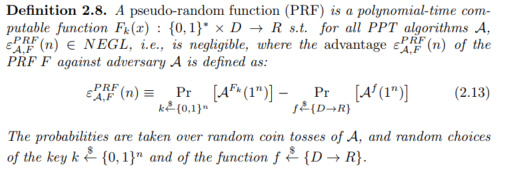 Definition 2.8. A pseudo-random function (PRF) is a polynomial-time com-
putable function F_k(x) : {0, 1}* × D → R s.t. for all PPT algorithms 𝒜,
ε^{PRF}_{𝒜,F}(n) ∈ NEGL, i.e., is negligible, where the advantage ε^{PRF}_{𝒜,F}(n) of the
PRF F against adversary 𝒜 is defined as:
ε^{PRF}_{𝒜,F}(n) ≡ Pr_{k ←$ {0,1}^n} [𝒜^{F_k}(1^n)] − Pr_{f ←$ {D→R}} [𝒜^f(1^n)] (2.13)
The probabilities are taken over random coin tosses of 𝒜, and random choices
of the key k ←$ {0, 1}^n and of the function f ←$ {D → R}.